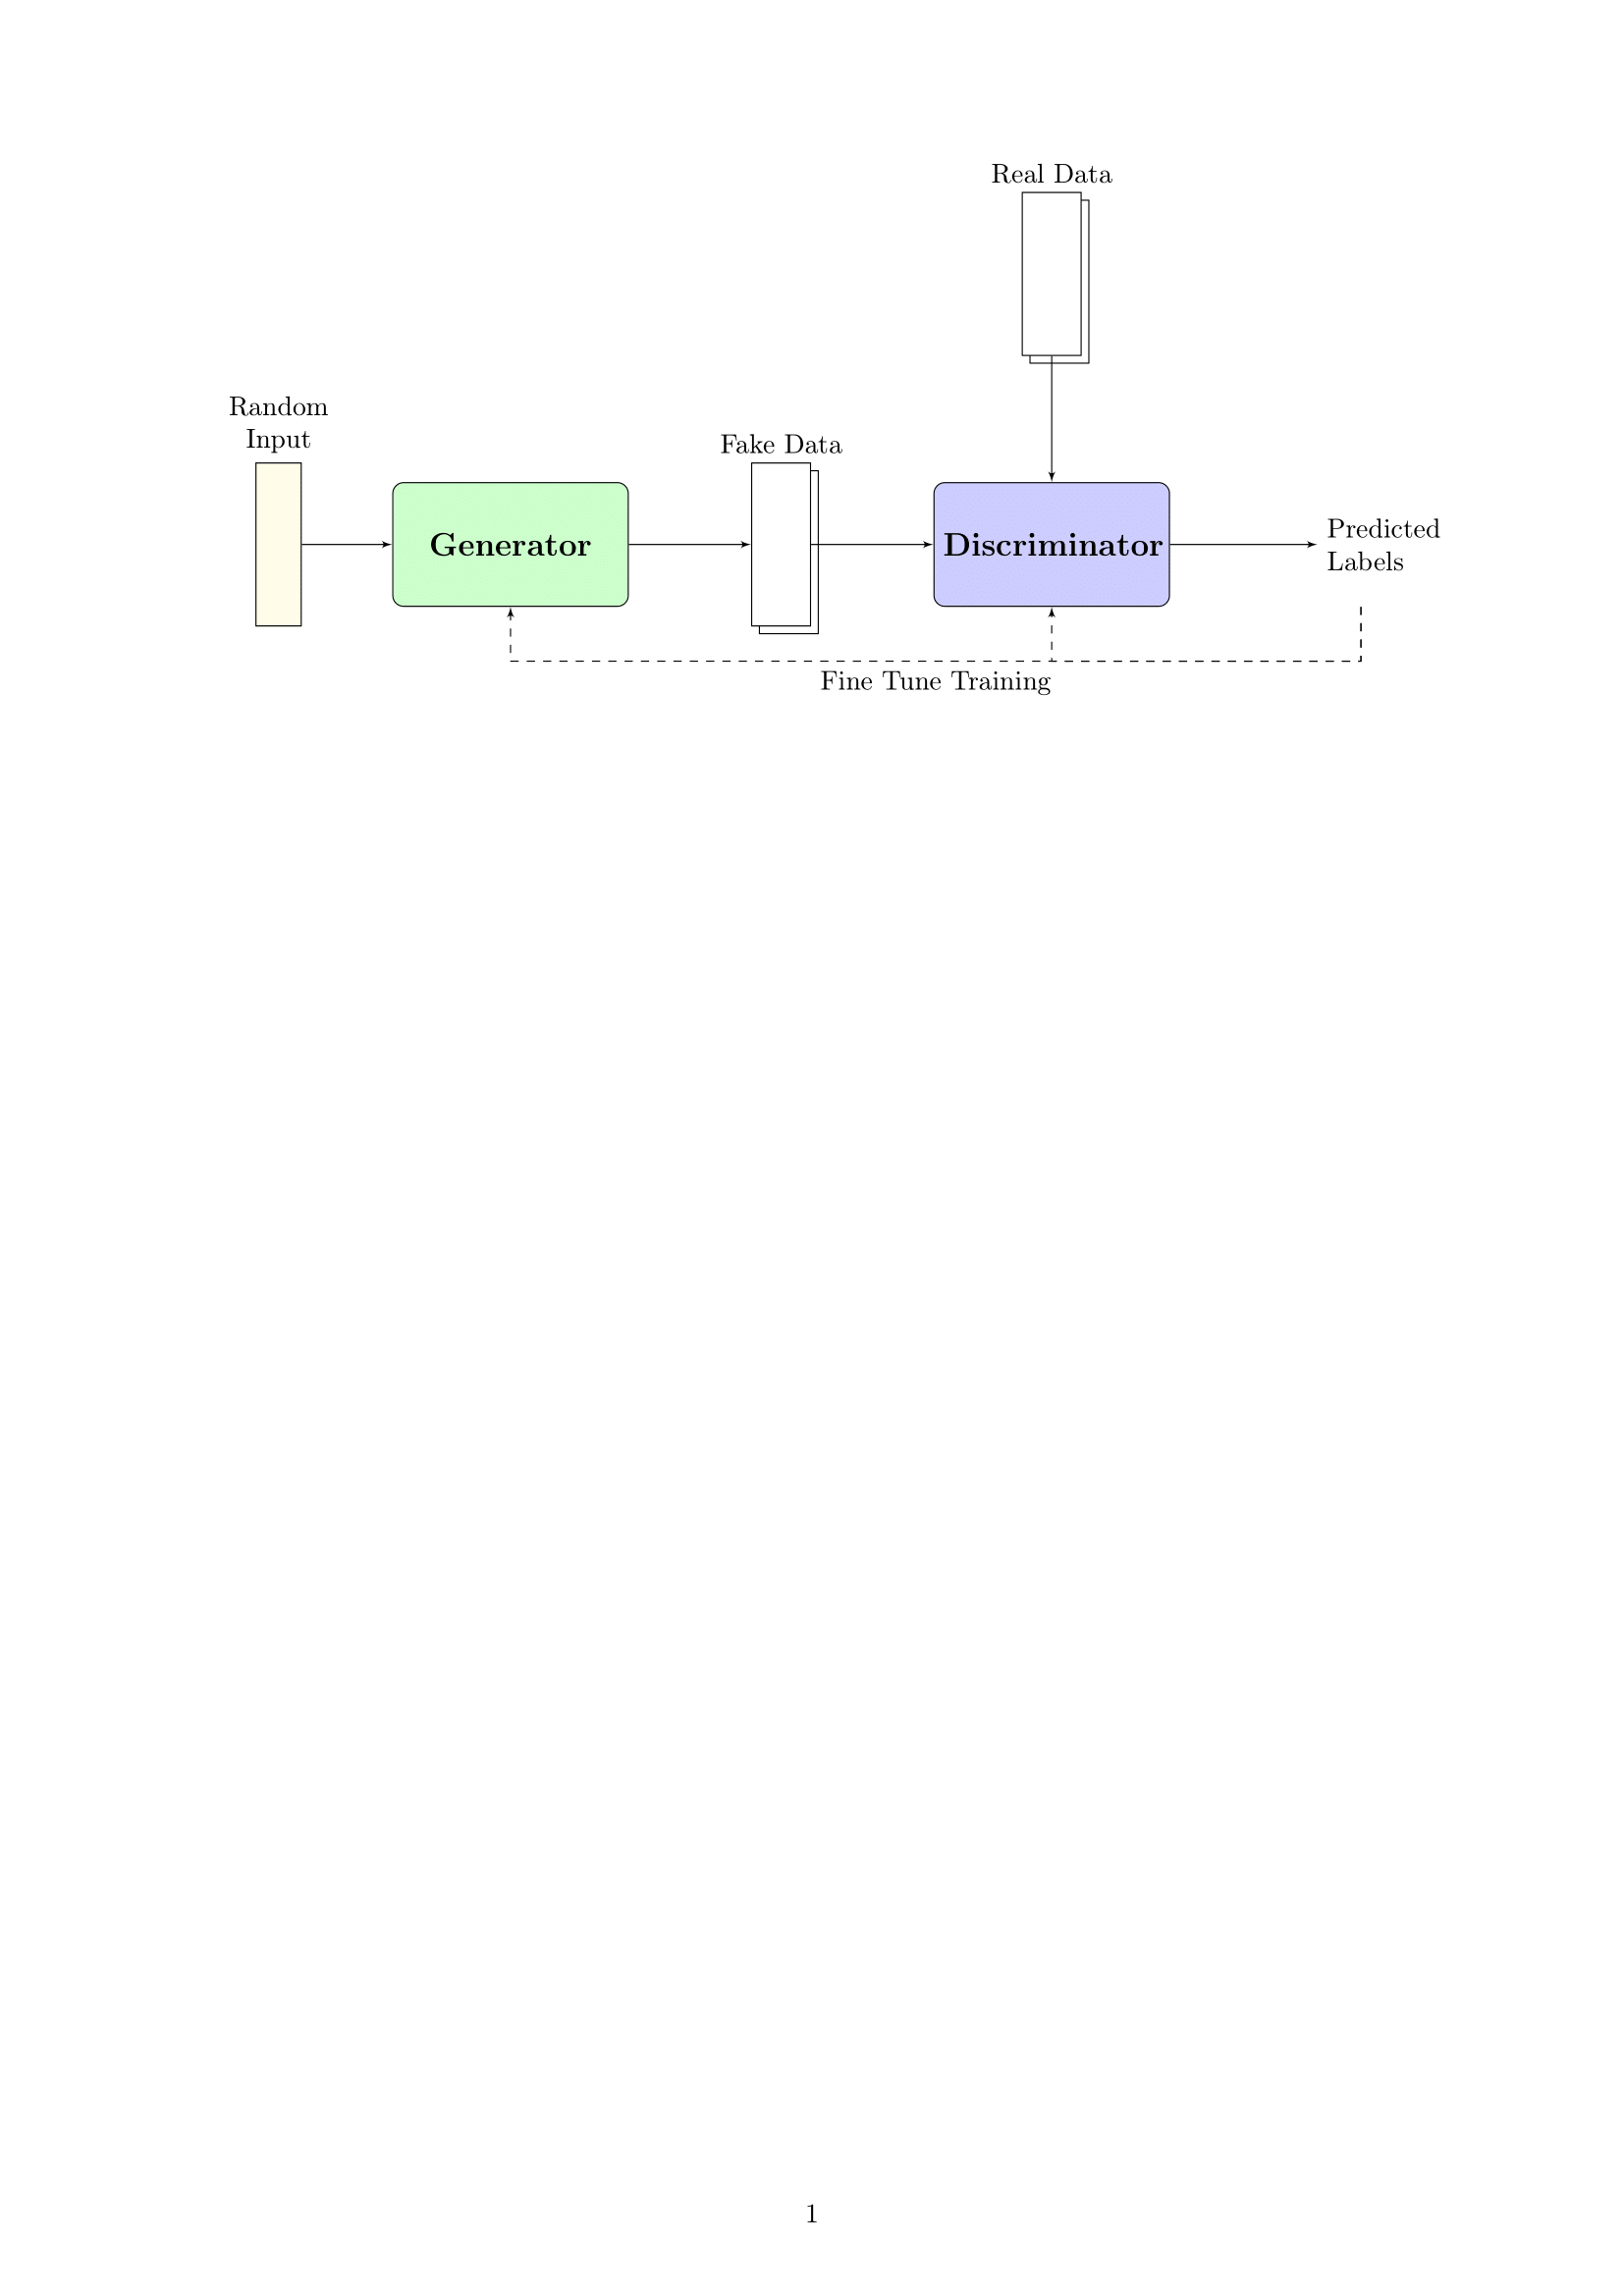 Real Data
Random
Input
Fake Data
Generator
Discriminator
Predicted
Labels
Fine Tune Training
1